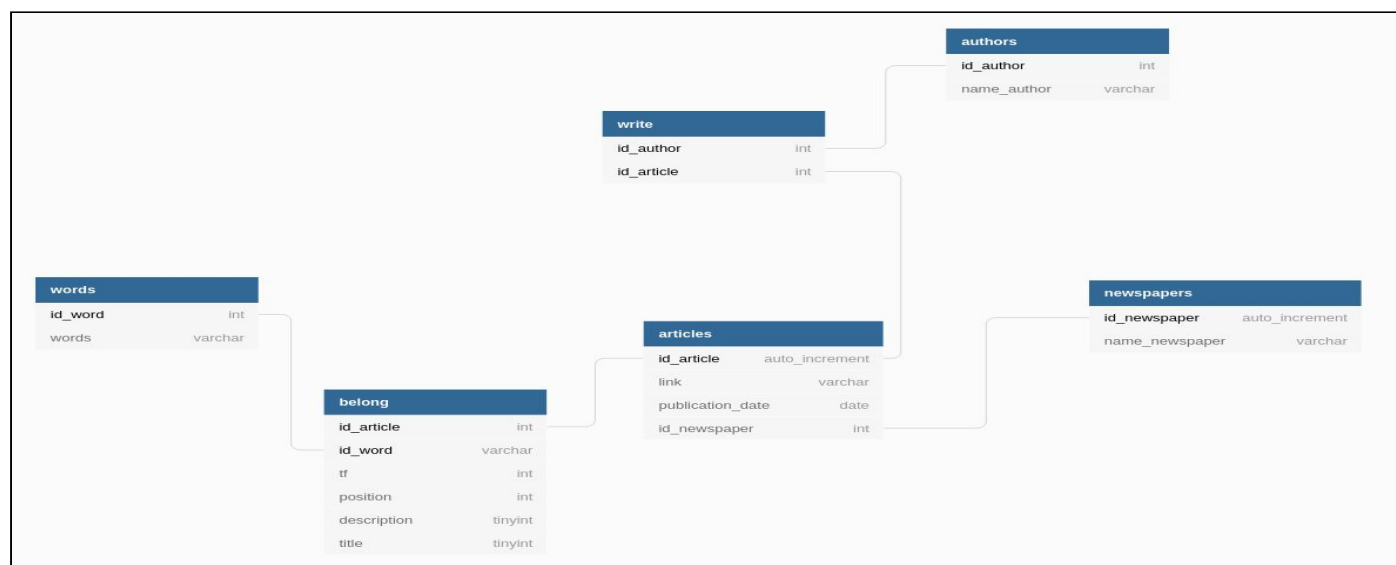 authors
id_author int
name_author varchar
write
id_author int
id_article int
words
id_word int
words varchar
newspapers
id_newspaper auto_increment
name_newspaper varchar
articles
id_article auto_increment
link varchar
publication_date date
id_newspaper int
belong
id_article int
id_word varchar
tf int
position int
description tinyint
title tinyint